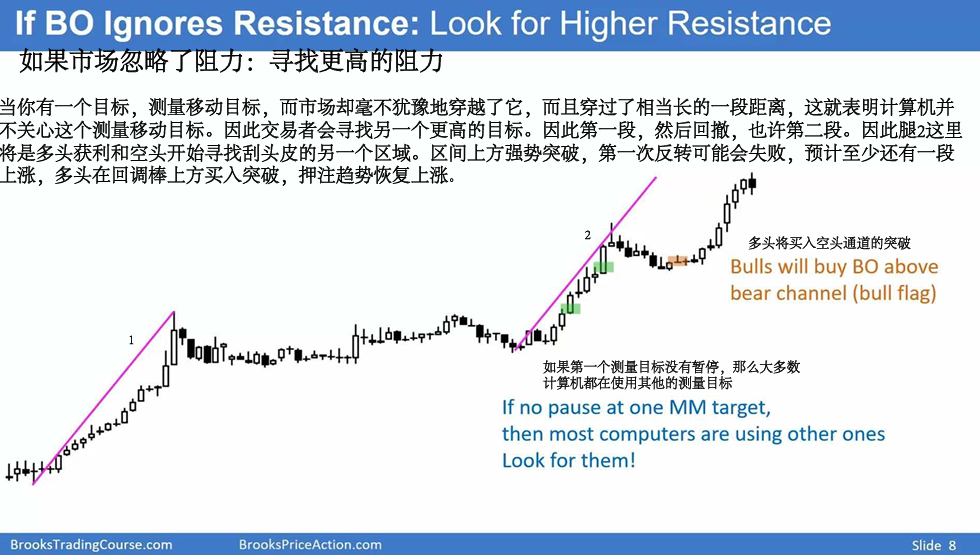 If BO Ignores Resistance: Look for Higher Resistance
如果市场忽略了阻力：寻找更高的阻力
当你有一个目标，测量移动目标，而市场却毫不犹豫地穿越了它，而且穿过了相当长的一段距离，这就表明计算机并
不关心这个测量移动目标。因此交易者会寻找另一个更高的目标。因此第一段，然后回撤，也许第二段。因此腿2这里
将是多头获利和空头开始寻找刮头皮的另一个区域。区间上方强势突破，第一次反转可能会失败，预计至少还有一段
上涨，多头在回调棒上方买入突破，押注趋势恢复上涨。
2
多头将买入空头通道的突破
Bulls will buy BO above
bear channel (bull flag)
1
如果第一个测量目标没有暂停，那么大多数
计算机都在使用其他的测量目标
If no pause at one MM target,
then most computers are using other ones
Look for them!
BrooksTradingCourse.com
BrooksPriceAction.com
Slide 8